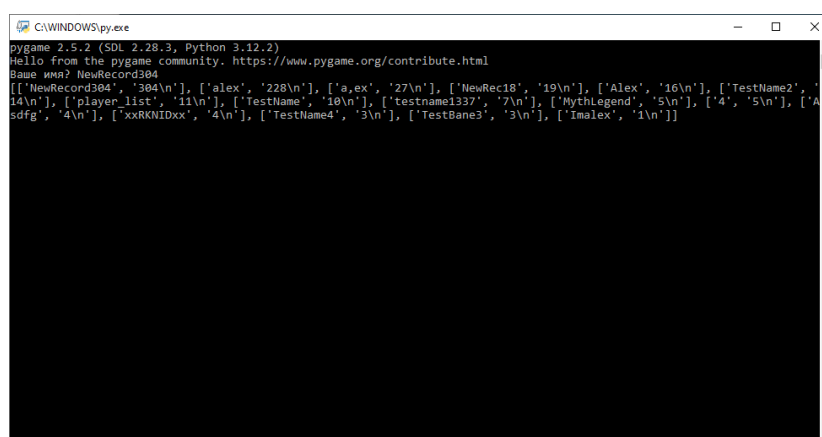 C:\WINDOWS\py.exe
pygame 2.5.2 (SDL 2.28.3, Python 3.12.2)
Hello from the pygame community. https://www.pygame.org/contribute.html
Ваше имя? NewRecord304
[['NewRecord304', '304\n'], ['alex', '228\n'], ['a,ex', '27\n'], ['NewRec18', '19\n'], ['Alex', '16\n'], ['TestName2', '
14\n'], ['player_list', '11\n'], ['TestName', '10\n'], ['testname1337', '7\n'], ['MythLegend', '5\n'], ['4', '5\n'], ['A
sdfg', '4\n'], ['xxRKNIDxx', '4\n'], ['TestName4', '3\n'], ['TestBane3', '3\n'], ['Imalex', '1\n']]